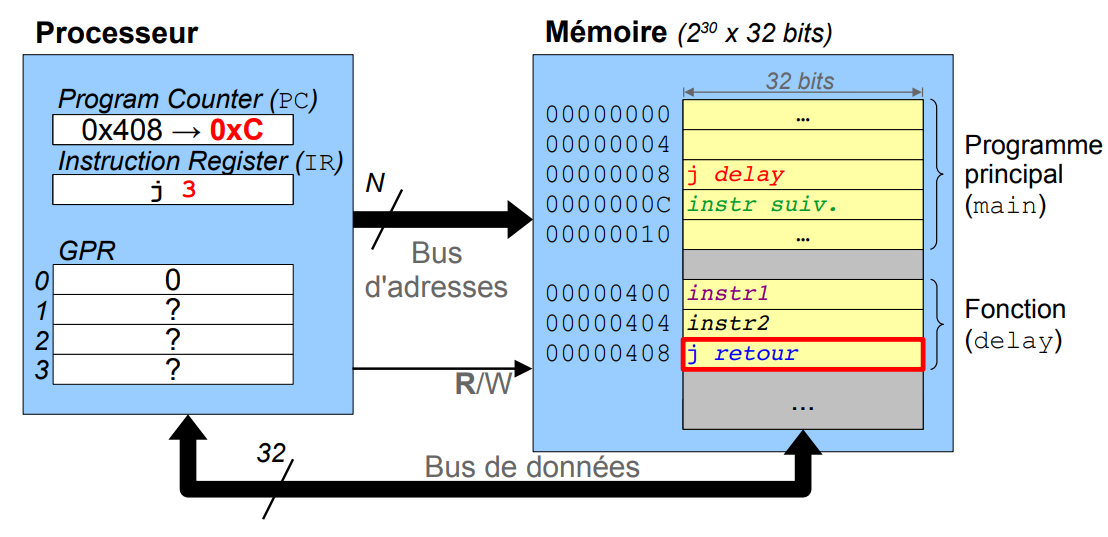 Processeur
Program Counter (PC)
0x408 → 0xC
Instruction Register (IR)
j 3
GPR
0 0
1 ?
2 ?
3 ?
N
Bus
d'adresses
R/W
32
Bus de données
Mémoire (2³⁰ x 32 bits)
32 bits
00000000 ...
00000004
00000008 j delay
0000000C instr suiv.
00000010 ...
00000400 instr1
00000404 instr2
00000408 j retour
...
Programme
principal
(main)
Fonction
(delay)